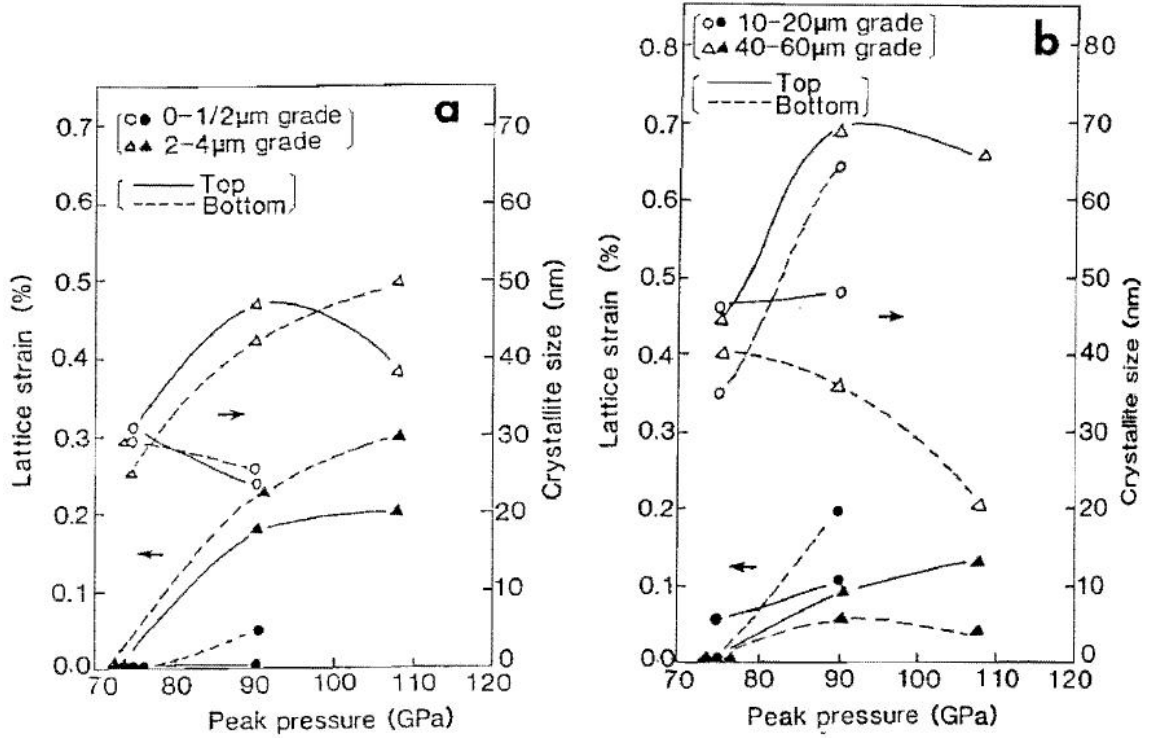 a
0-1/2μm grade
2-4μm grade
Top
Bottom
0.7
0.6
0.5
0.4
0.3
0.2
0.1
0.0
Lattice strain (%)
70
60
50
40
30
20
10
0
Crystallite size (nm)
70 80 90 100 110 120
Peak pressure (GPa)
b
10-20μm grade
40-60μm grade
Top
Bottom
0.8
0.7
0.6
0.5
0.4
0.3
0.2
0.1
0.0
Lattice strain (%)
80
70
60
50
40
30
20
10
0
Crystallite size (nm)
70 80 90 100 110 120
Peak pressure (GPa)